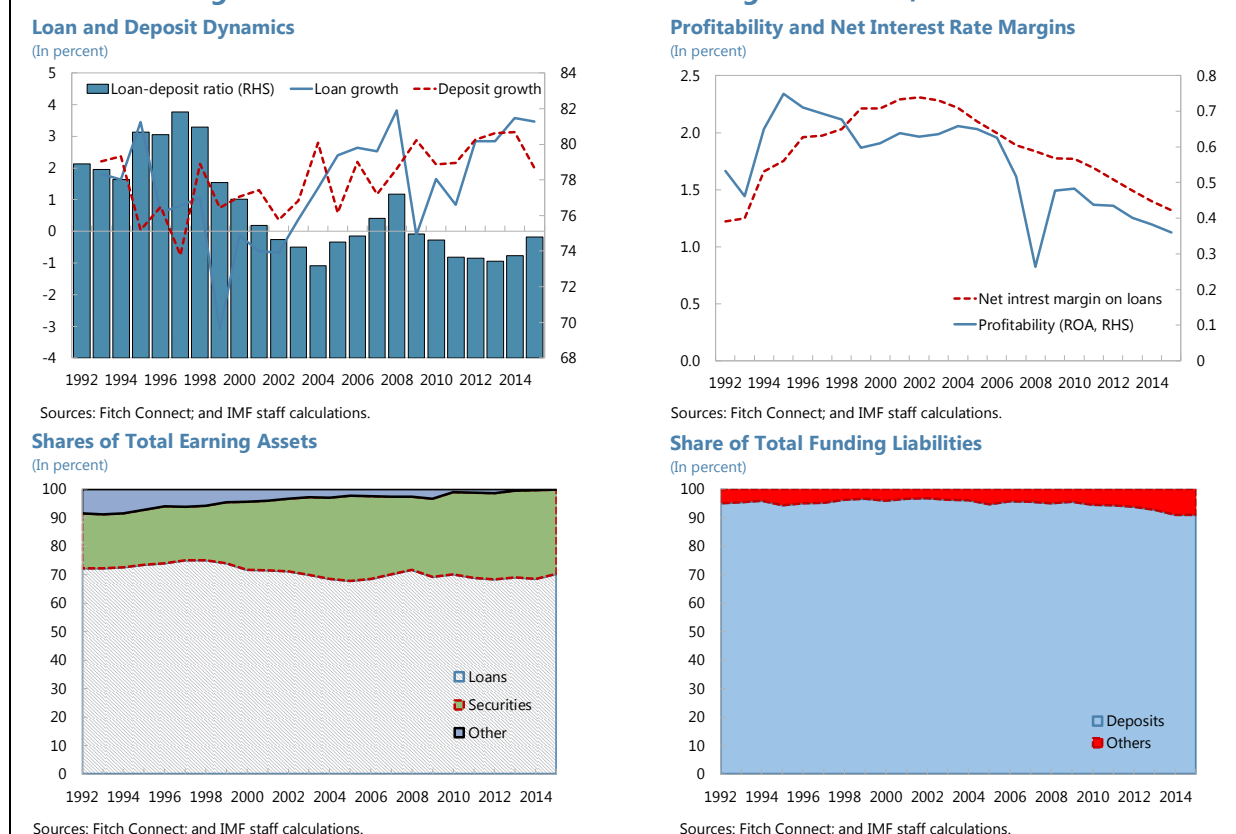 Loan and Deposit Dynamics
(In percent)
5
4
3
2
1
0
-1
-2
-3
-4
84
82
80
78
76
74
72
70
68
Loan-deposit ratio (RHS) Loan growth Deposit growth
1992 1994 1996 1998 2000 2002 2004 2006 2008 2010 2012 2014
Sources: Fitch Connect; and IMF staff calculations.
Profitability and Net Interest Rate Margins
(In percent)
2.5
2.0
1.5
1.0
0.5
0.0
0.8
0.7
0.6
0.5
0.4
0.3
0.2
0.1
0
Net intrest margin on loans
Profitability (ROA, RHS)
1992 1994 1996 1998 2000 2002 2004 2006 2008 2010 2012 2014
Sources: Fitch Connect; and IMF staff calculations.
Shares of Total Earning Assets
(In percent)
100
90
80
70
60
50
40
30
20
10
0
Loans
Securities
Other
1992 1994 1996 1998 2000 2002 2004 2006 2008 2010 2012 2014
Sources: Fitch Connect; and IMF staff calculations.
Share of Total Funding Liabilities
(In percent)
100
90
80
70
60
50
40
30
20
10
0
Deposits
Others
1992 1994 1996 1998 2000 2002 2004 2006 2008 2010 2012 2014
Sources: Fitch Connect; and IMF staff calculations.